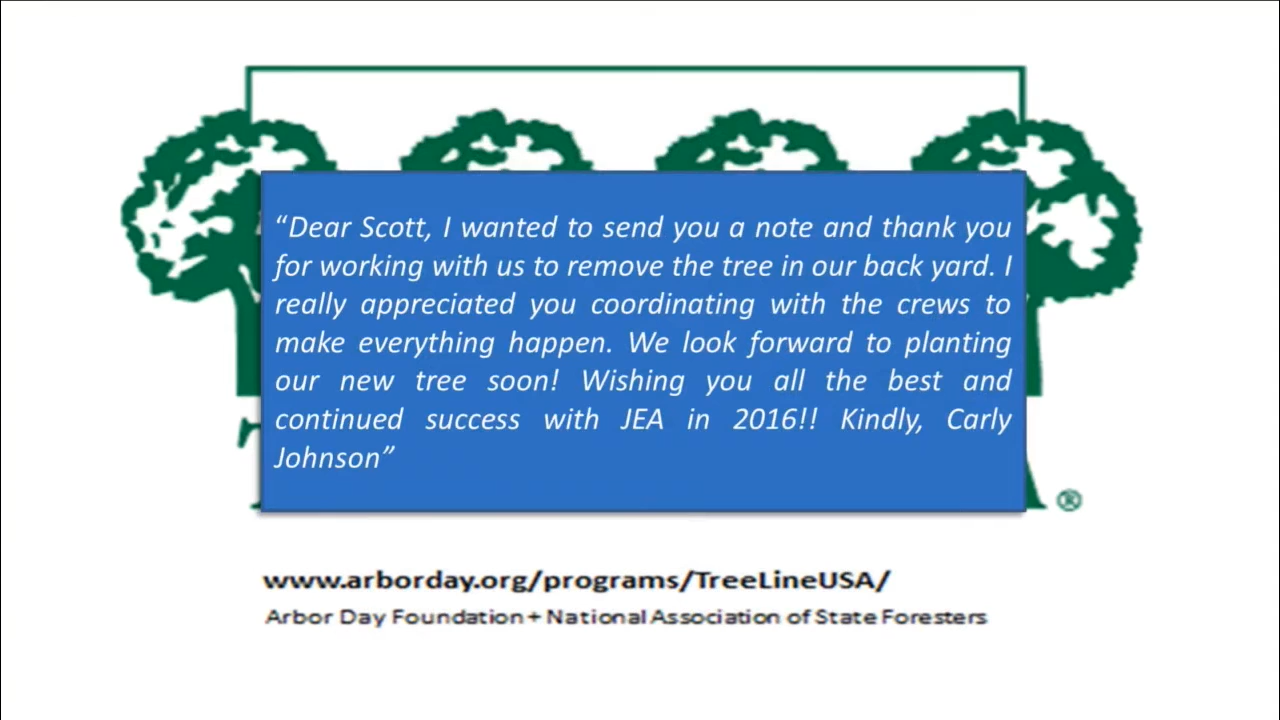 “Dear Scott, I wanted to send you a note and thank you
for working with us to remove the tree in our back yard. I
really appreciated you coordinating with the crews to
make everything happen. We look forward to planting
our new tree soon! Wishing you all the best and
continued success with JEA in 2016!! Kindly, Carly
Johnson”
®
www.arborday.org/programs/TreeLineUSA/
Arbor Day Foundation + National Association of State Foresters